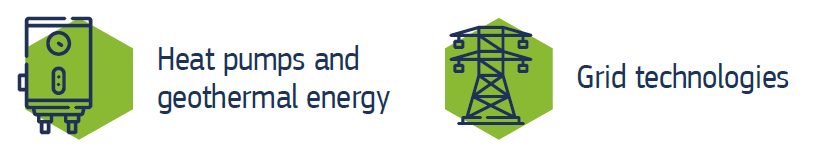 Heat pumps and
geothermal energy
Grid technologies